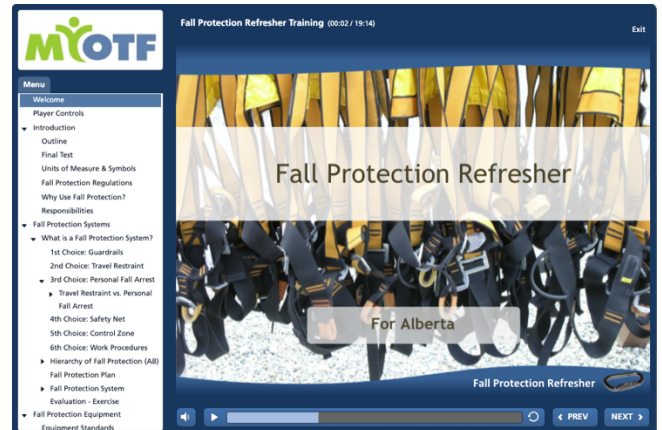 MYOTF
Fall Protection Refresher Training (00:02 / 19:14)
Exit
Menu
Welcome
Player Controls
Introduction
Outline
Final Test
Units of Measure & Symbols
Fall Protection Regulations
Why Use Fall Protection?
Responsibilities
Fall Protection Systems
What is a Fall Protection System?
1st Choice: Guardrails
2nd Choice: Travel Restraint
3rd Choice: Personal Fall Arrest
Travel Restraint vs. Personal
Fall Arrest
4th Choice: Safety Net
5th Choice: Control Zone
6th Choice: Work Procedures
Hierarchy of Fall Protection (AB)
Fall Protection Plan
Fall Protection System
Evaluation - Exercise
Fall Protection Equipment
Equipment Standards
Fall Protection Refresher
For Alberta
Fall Protection Refresher
PREV
NEXT